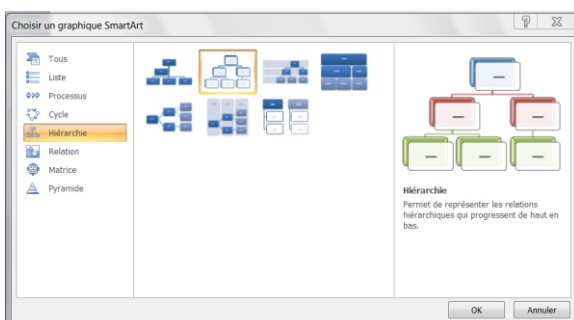 Choisir un graphique SmartArt
Tous
Liste
Processus
Cycle
Hiérarchie
Relation
Matrice
Pyramide
Hiérarchie
Permet de représenter les relations
hiérarchiques qui progressent de haut en
bas.
OK
Annuler